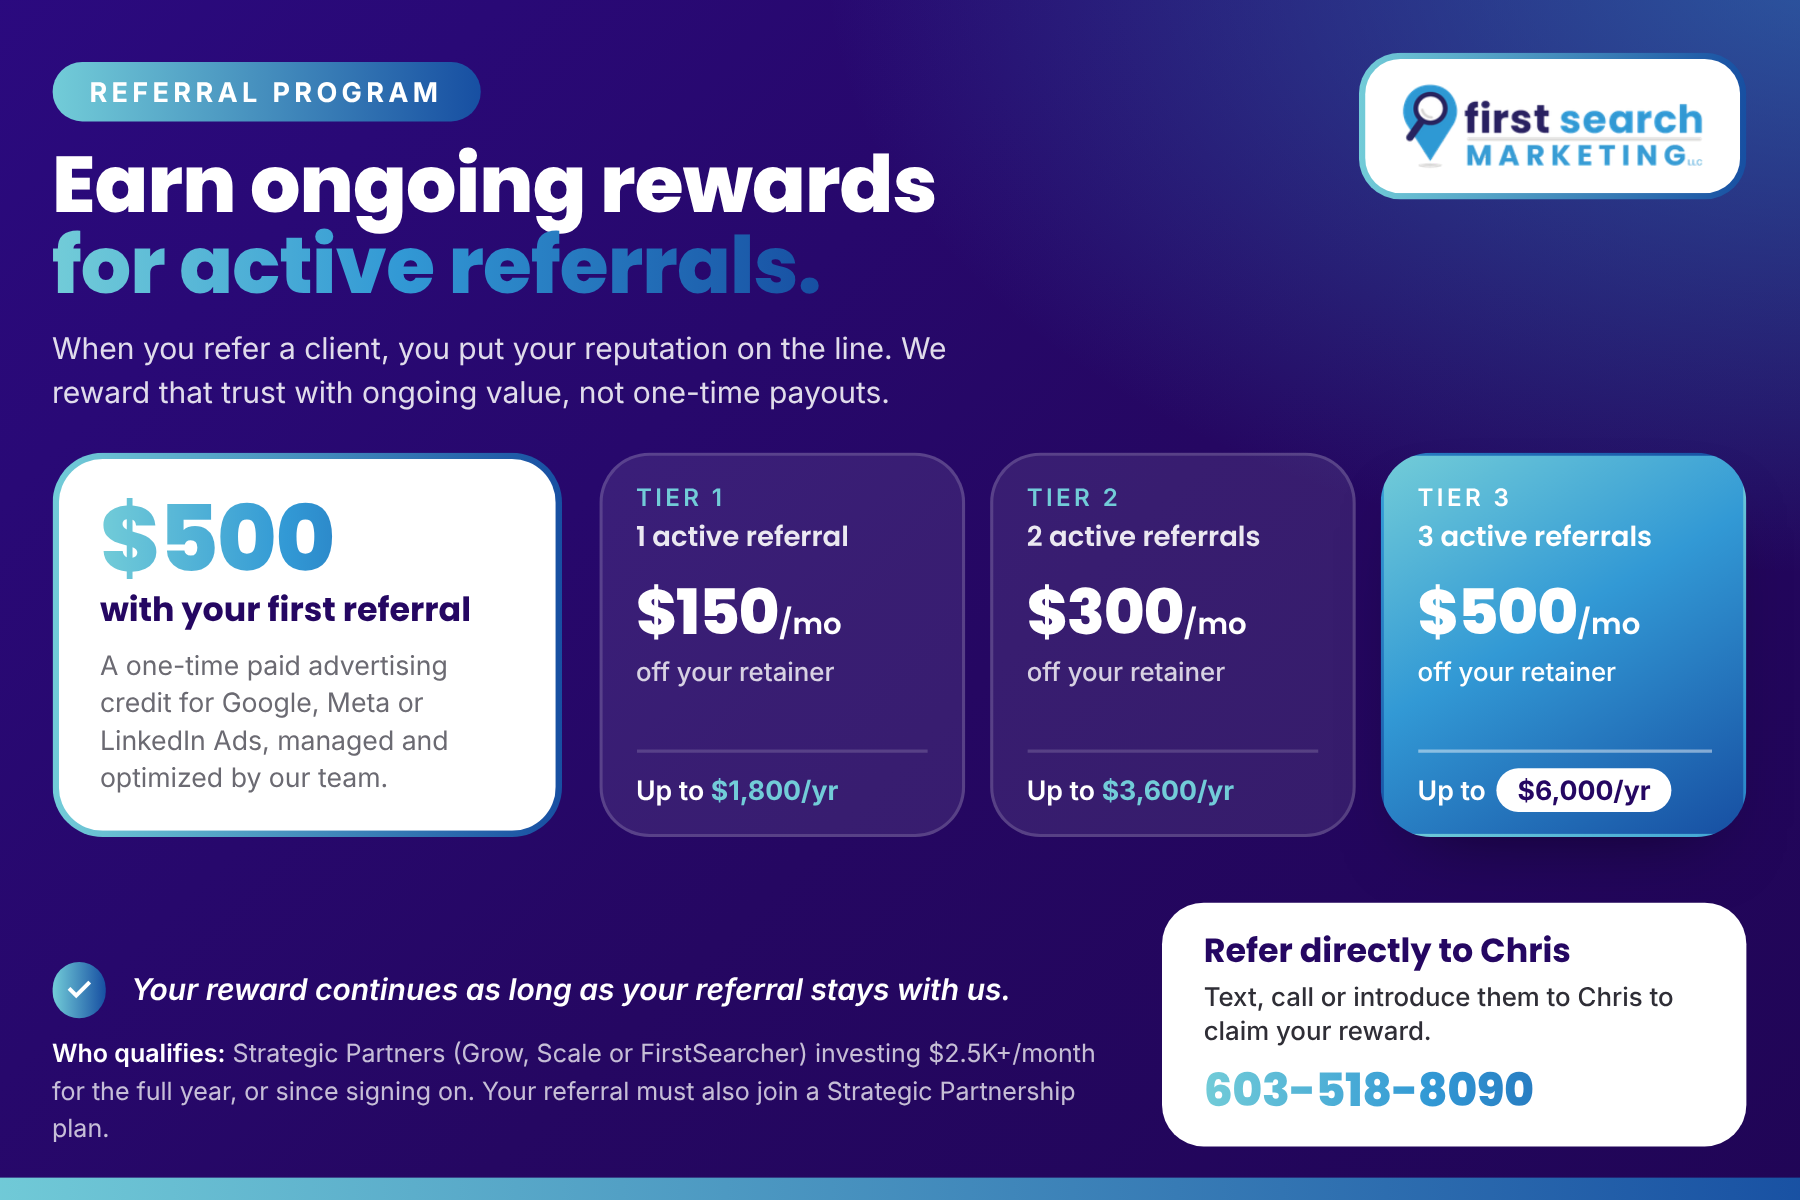 REFERRAL PROGRAM
first search
MARKETING LLC
Earn ongoing rewards
for active referrals.
When you refer a client, you put your reputation on the line. We
reward that trust with ongoing value, not one-time payouts.
$500
with your first referral
A one-time paid advertising
credit for Google, Meta or
LinkedIn Ads, managed and
optimized by our team.
TIER 1
1 active referral
$150/mo
off your retainer
Up to $1,800/yr
TIER 2
2 active referrals
$300/mo
off your retainer
Up to $3,600/yr
TIER 3
3 active referrals
$500/mo
off your retainer
Up to $6,000/yr
Your reward continues as long as your referral stays with us.
Who qualifies: Strategic Partners (Grow, Scale or FirstSearcher) investing $2.5K+/month
for the full year, or since signing on. Your referral must also join a Strategic Partnership
plan.
Refer directly to Chris
Text, call or introduce them to Chris to
claim your reward.
603-518-8090